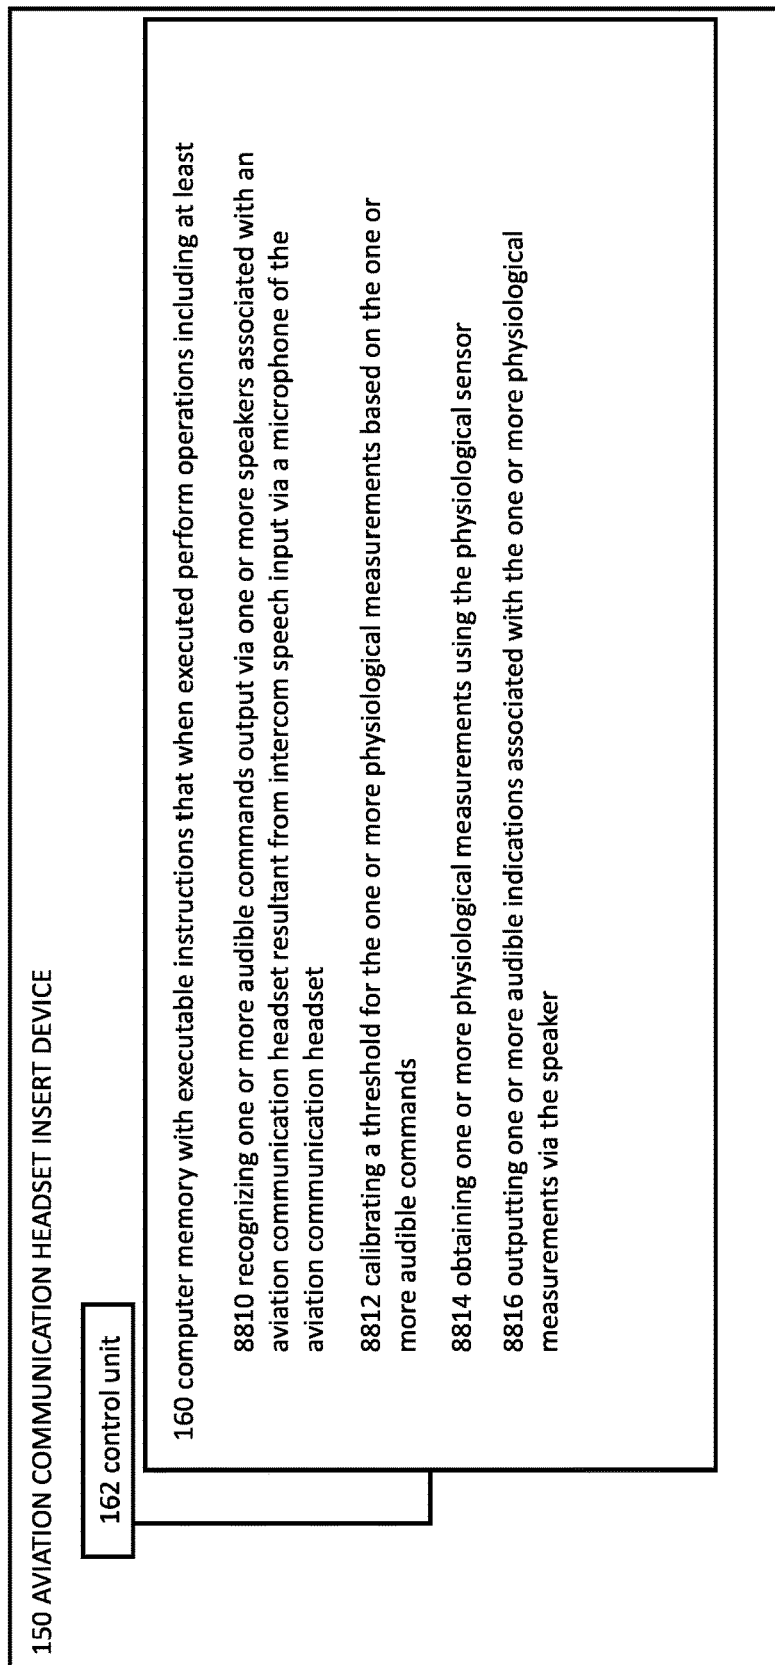 150 AVIATION COMMUNICATION HEADSET INSERT DEVICE
162 control unit
160 computer memory with executable instructions that when executed perform operations including at least
8810 recognizing one or more audible commands output via one or more speakers associated with an
aviation communication headset resultant from intercom speech input via a microphone of the
aviation communication headset
8812 calibrating a threshold for the one or more physiological measurements based on the one or
more audible commands
8814 obtaining one or more physiological measurements using the physiological sensor
8816 outputting one or more audible indications associated with the one or more physiological
measurements via the speaker